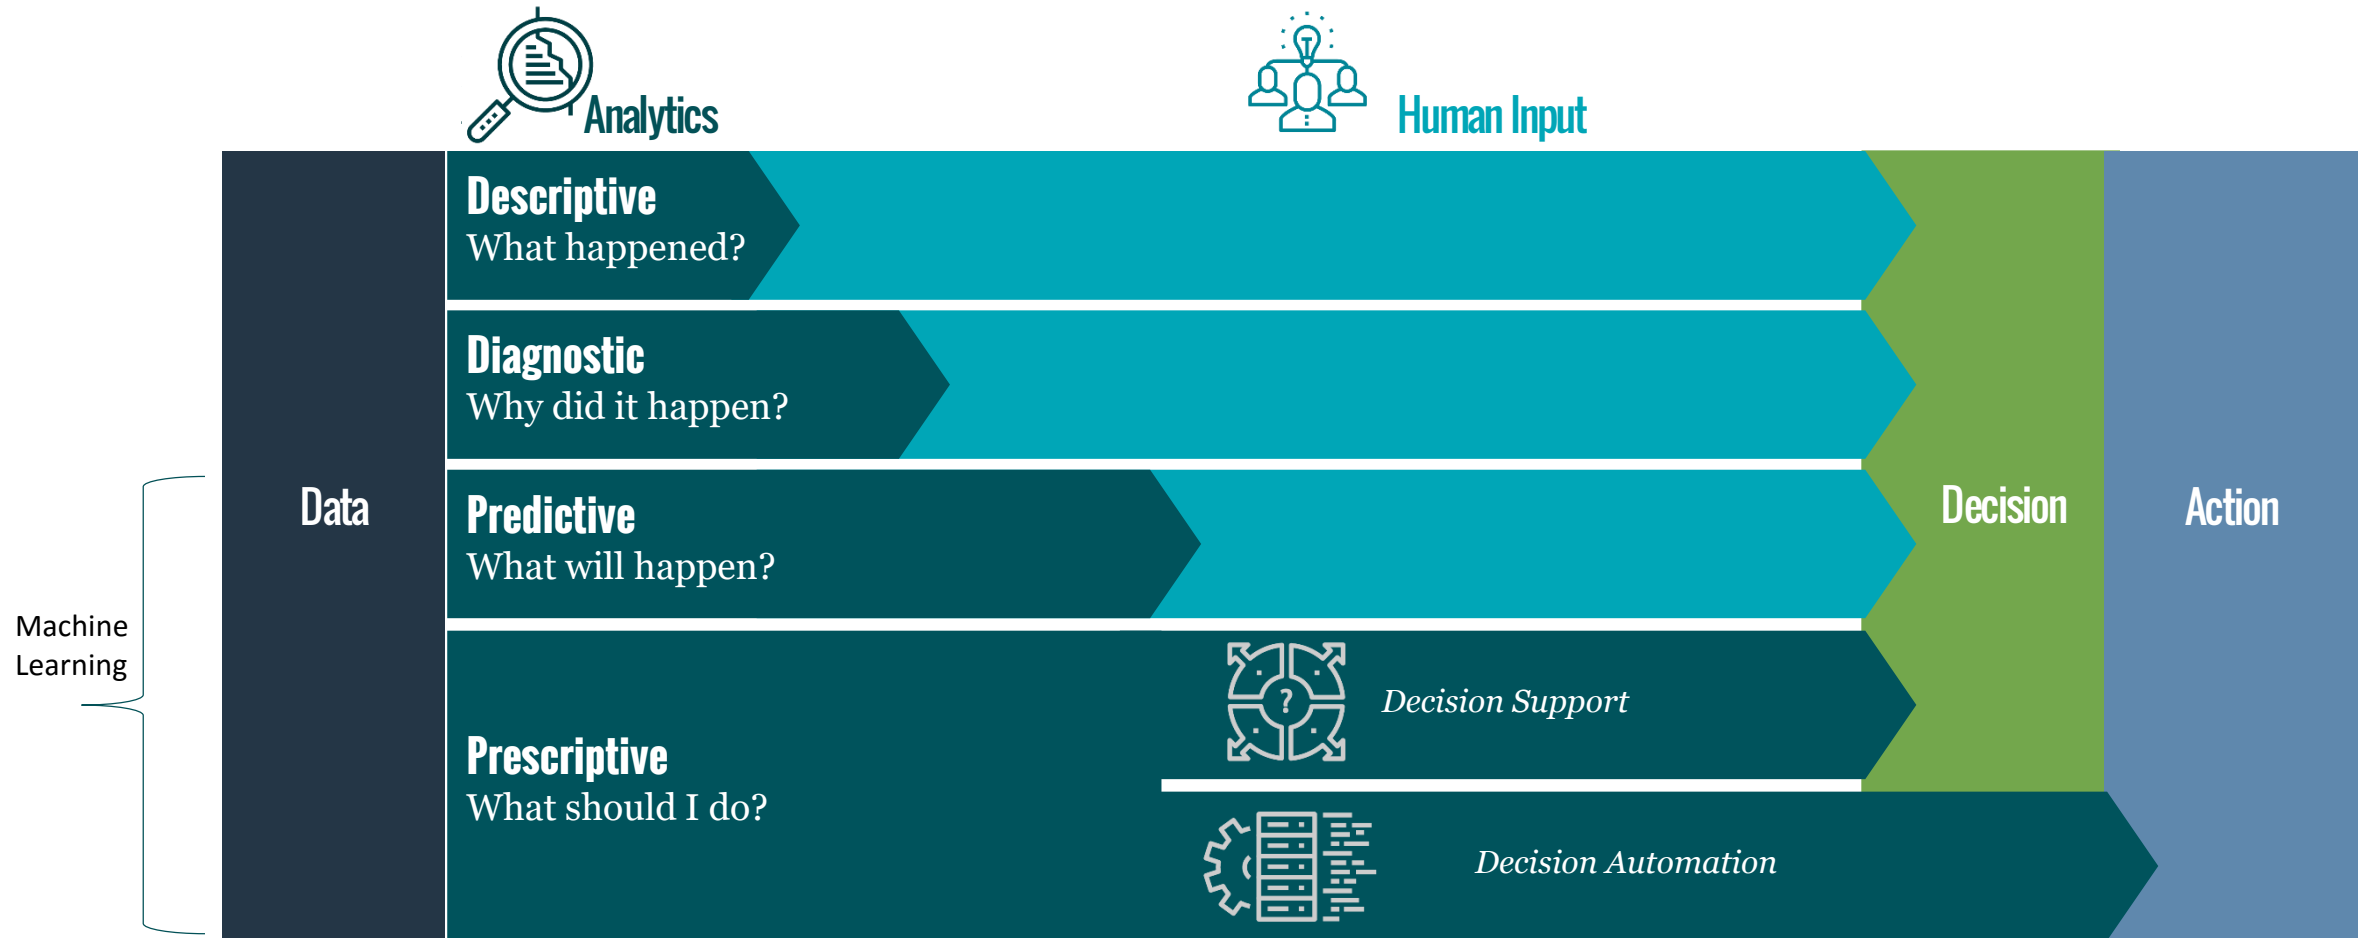 Analytics
Human Input
Descriptive
What happened?
Diagnostic
Why did it happen?
Data
Predictive
What will happen?
Decision
Action
Machine
Learning
?
Decision Support
Prescriptive
What should I do?
Decision Automation